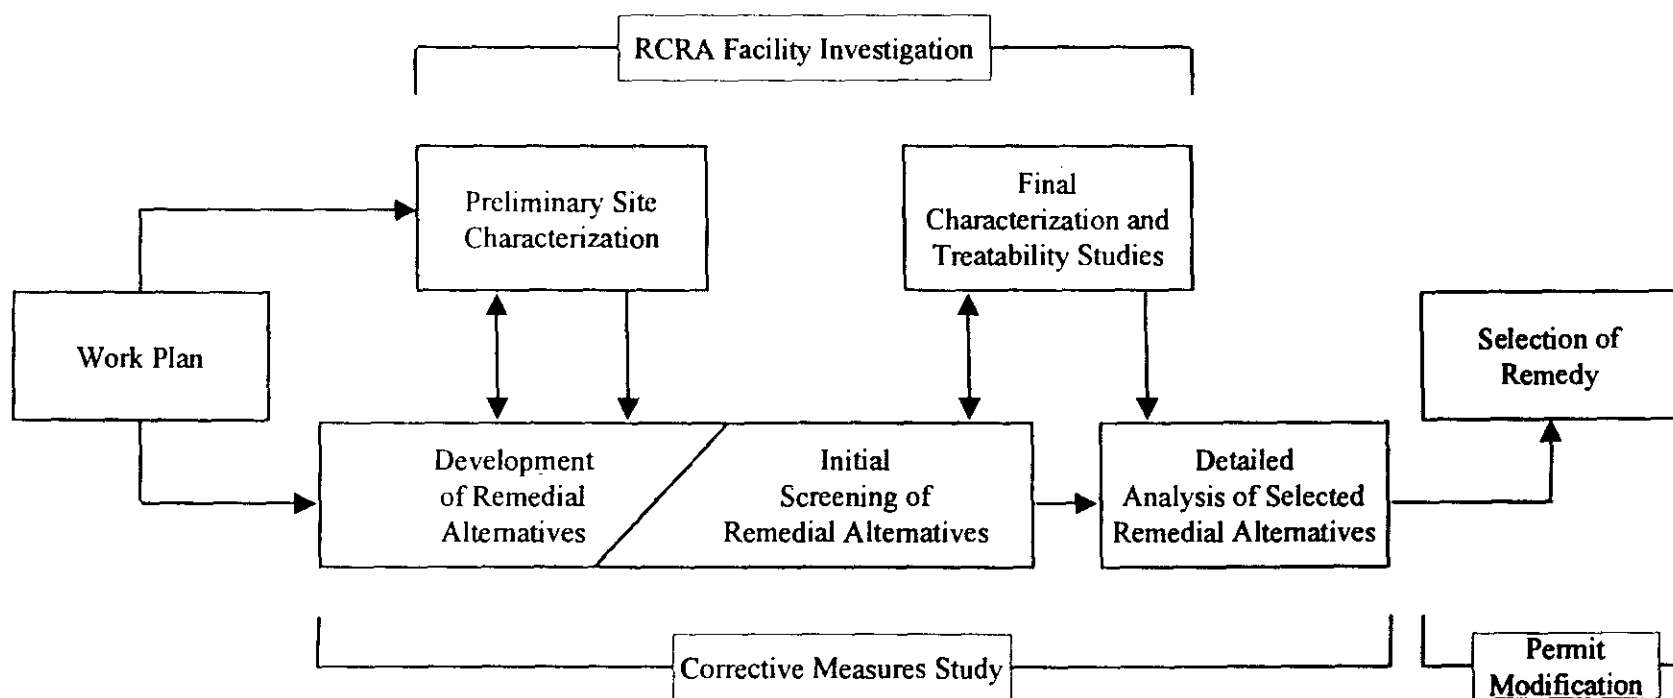 RCRA Facility Investigation
Preliminary Site
Characterization
Final
Characterization and
Treatability Studies
Work Plan
Selection of
Remedy
Development
of Remedial
Alternatives
Initial
Screening of
Remedial Alternatives
Detailed
Analysis of Selected
Remedial Alternatives
Corrective Measures Study
Permit
Modification